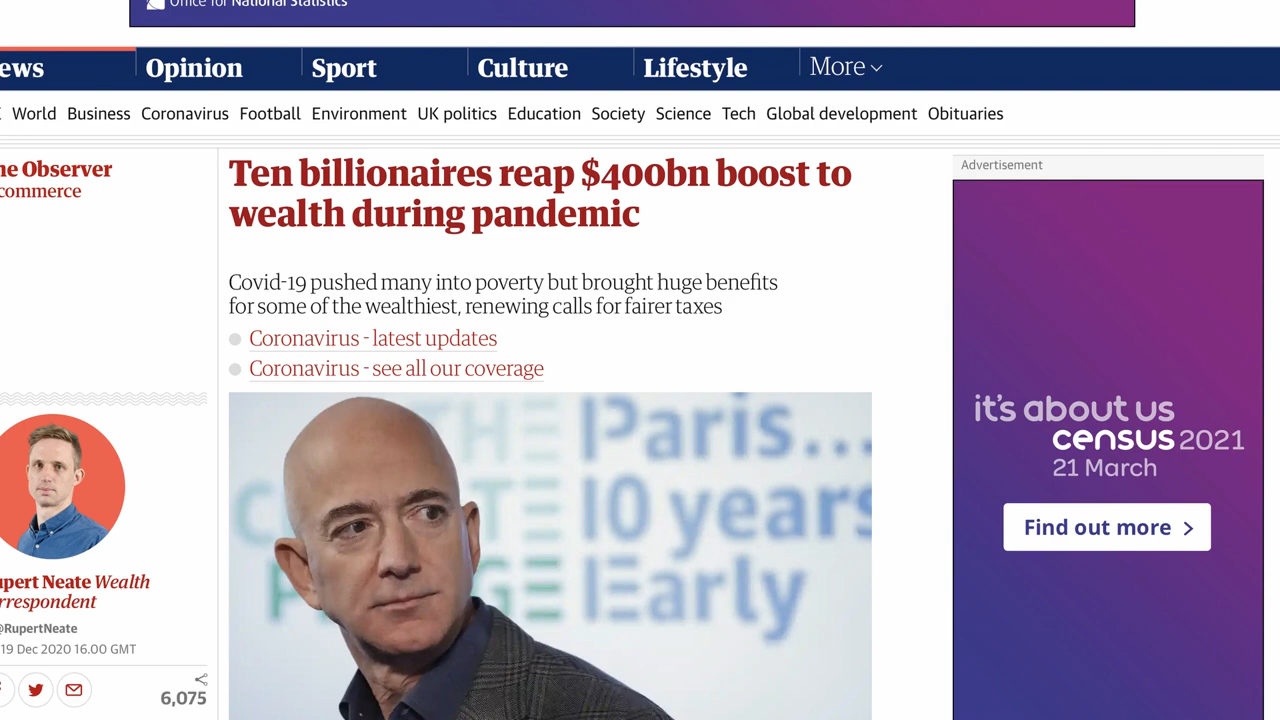 Office for National Statistics
ews
Opinion
Sport
Culture
Lifestyle
More
World Business Coronavirus Football Environment UK politics Education Society Science Tech Global development Obituaries
he Observer
commerce
Ten billionaires reap $400bn boost to
wealth during pandemic
Covid-19 pushed many into poverty but brought huge benefits
for some of the wealthiest, renewing calls for fairer taxes
Coronavirus - latest updates
Coronavirus - see all our coverage
THE Paris...
10 years
Early
upert Neate Wealth
rrespondent
@RupertNeate
19 Dec 2020 16.00 GMT
6,075
Advertisement
it's about us
census 2021
21 March
Find out more